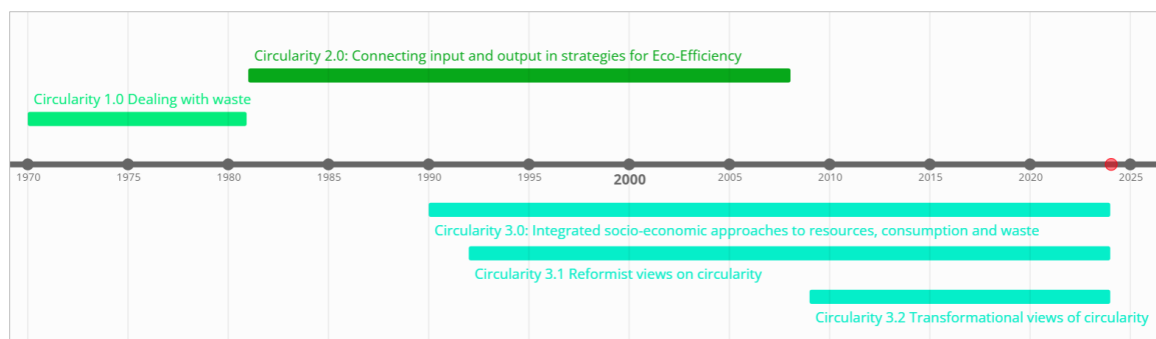 Circularity 2.0: Connecting input and output in strategies for Eco-Efficiency
Circularity 1.0 Dealing with waste
1970 1975 1980 1985 1990 1995 2000 2005 2010 2015 2020 2025
Circularity 3.0: Integrated socio-economic approaches to resources, consumption and waste
Circularity 3.1 Reformist views on circularity
Circularity 3.2 Transformational views of circularity